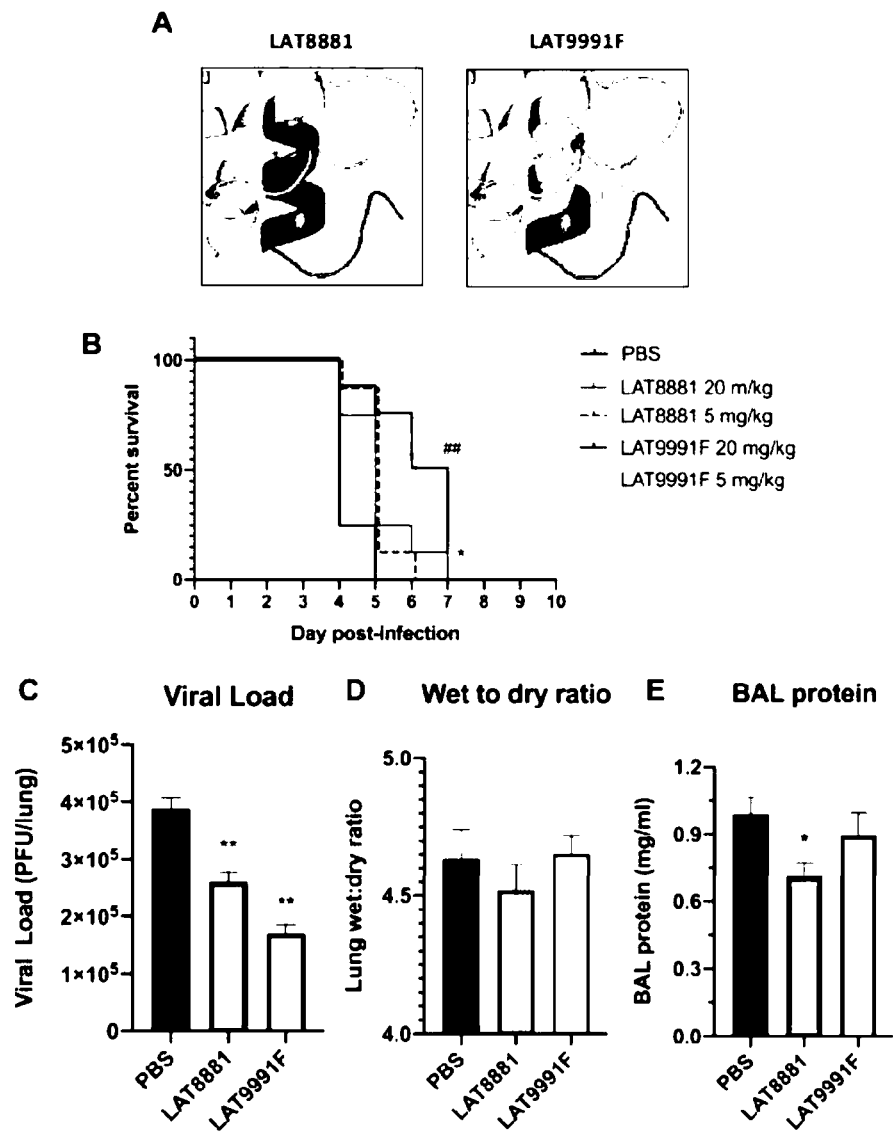 A
LAT8881
LAT9991F
B
Percent survival
100
50
0
##
*
0 1 2 3 4 5 6 7 8 9 10
Day post-infection
PBS
LAT8881 20 m/kg
LAT8881 5 mg/kg
LAT9991F 20 mg/kg
LAT9991F 5 mg/kg
C
Viral Load
Viral Load (PFU/lung)
5×10⁵
4×10⁵
3×10⁵
2×10⁵
1×10⁵
0
**
**
PBS
LAT8881
LAT9991F
D
Wet to dry ratio
Lung wet:dry ratio
5.0
4.5
4.0
PBS
LAT8881
LAT9991F
E
BAL protein
BAL protein (mg/ml)
1.2
0.9
0.6
0.3
0.0
*
PBS
LAT8881
LAT9991F